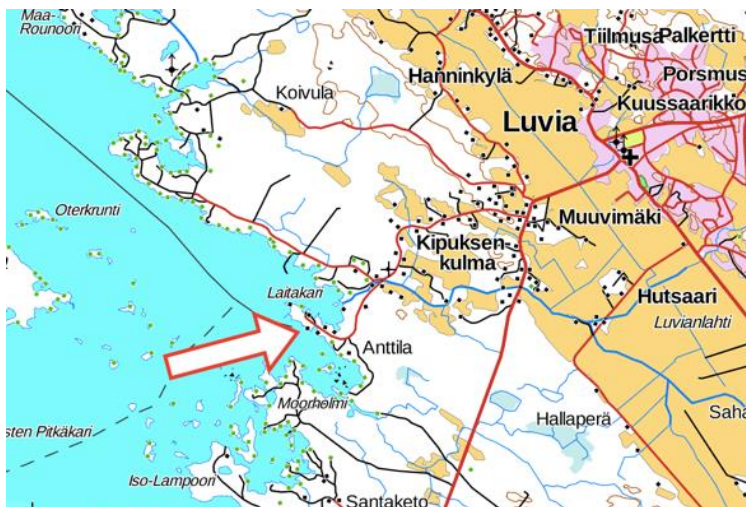 Maa-
Rounoori
Tiilmusa
Palkertti
Hanninkylä
Porsmus
Koivula
Kuussaarikko
Luvia
Oterkrunti
Muuvimäki
Kipuksen-
kulma
Laitakari
Hutsaari
Luvianlahti
Anttila
Moorholmi
Hallaperä
Saha
sten Pitkäkari
Iso-Lampoori
Santaketo